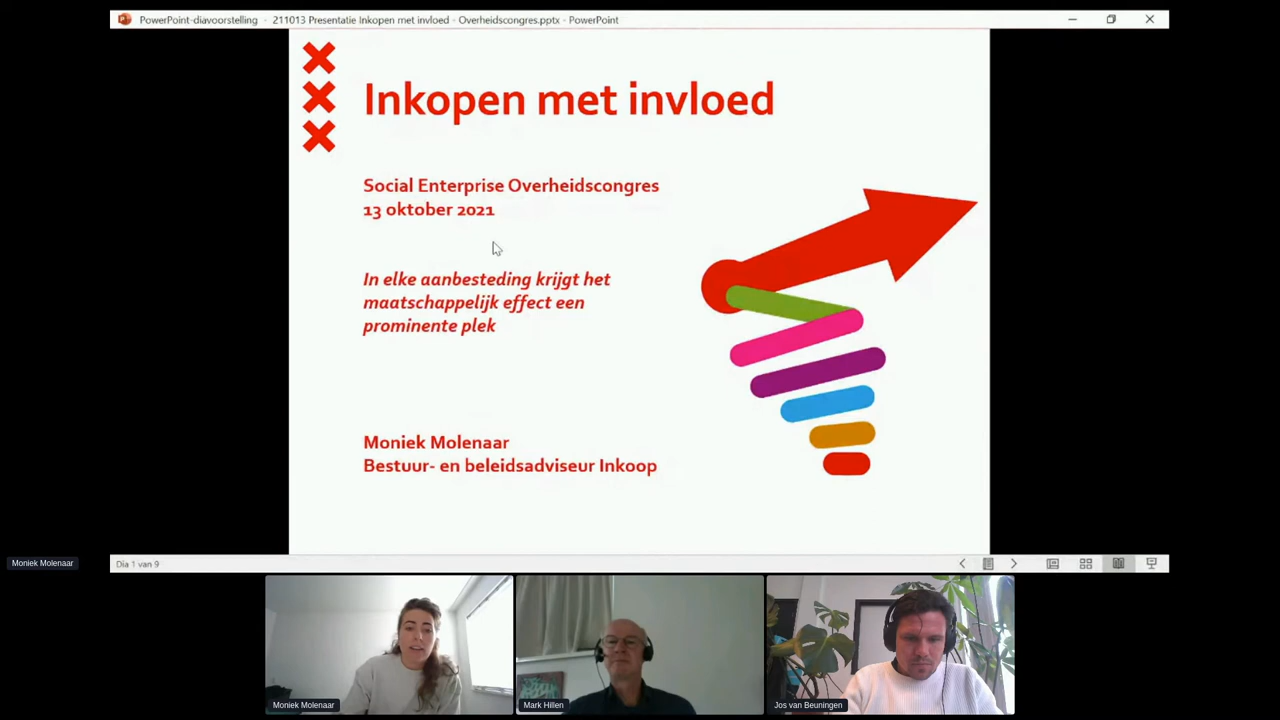 PowerPoint-diavoorstelling - 211013 Presentatie Inkopen met invloed - Overheidscongres.pptx - PowerPoint
Inkopen met invloed
Social Enterprise Overheidscongres
13 oktober 2021
In elke aanbesteding krijgt het
maatschappelijk effect een
prominente plek
Moniek Molenaar
Bestuur- en beleidsadviseur Inkoop
Moniek Molenaar
Dia 1 van 9
Moniek Molenaar
Mark Hillen
Jos van Beuningen